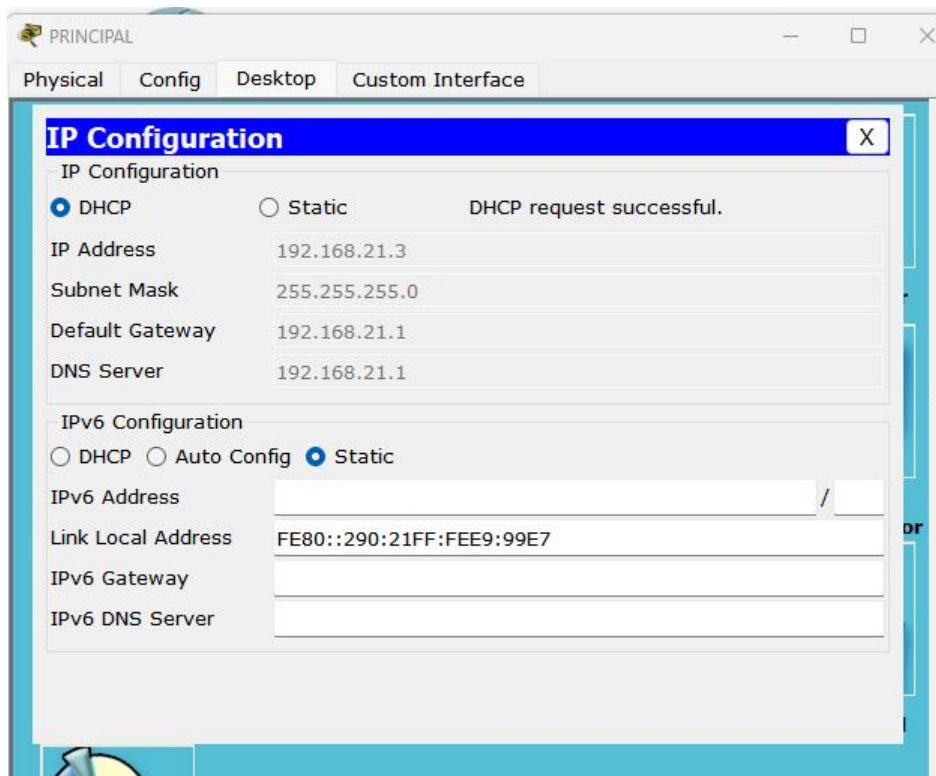 PRINCIPAL
Physical Config Desktop Custom Interface
IP Configuration X
IP Configuration
DHCP Static DHCP request successful.
IP Address 192.168.21.3
Subnet Mask 255.255.255.0
Default Gateway 192.168.21.1
DNS Server 192.168.21.1
IPv6 Configuration
DHCP Auto Config Static
IPv6 Address /
Link Local Address FE80::290:21FF:FEE9:99E7
IPv6 Gateway
IPv6 DNS Server
or